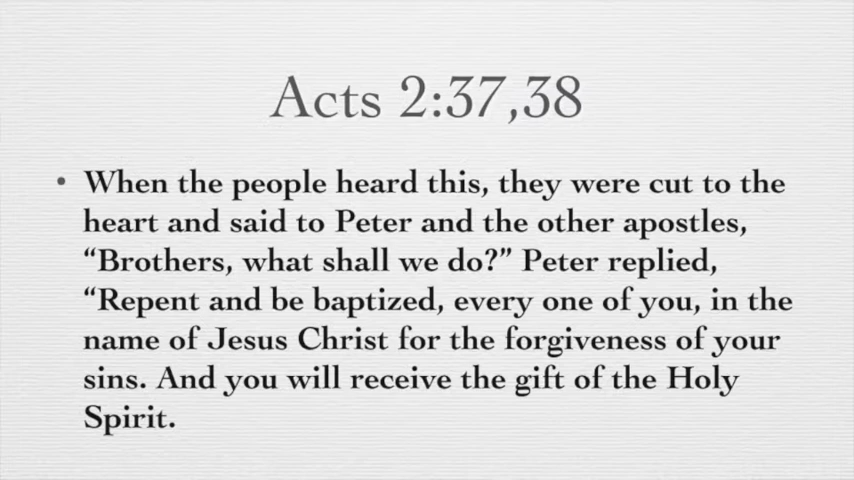 Acts 2:37,38
• When the people heard this, they were cut to the
heart and said to Peter and the other apostles,
“Brothers, what shall we do?” Peter replied,
“Repent and be baptized, every one of you, in the
name of Jesus Christ for the forgiveness of your
sins. And you will receive the gift of the Holy
Spirit.